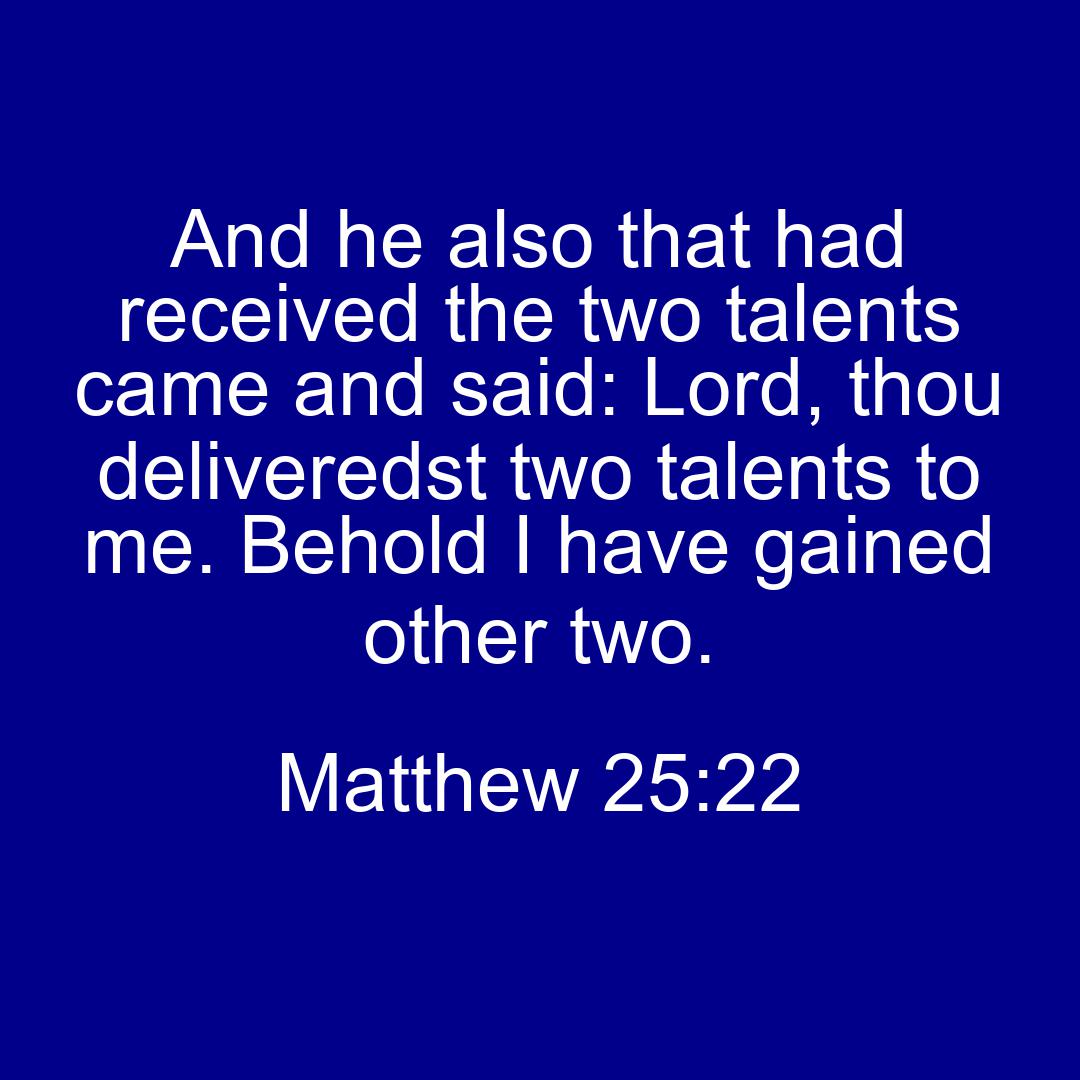 And he also that had
received the two talents
came and said: Lord, thou
deliveredst two talents to
me. Behold I have gained
other two.
Matthew 25:22